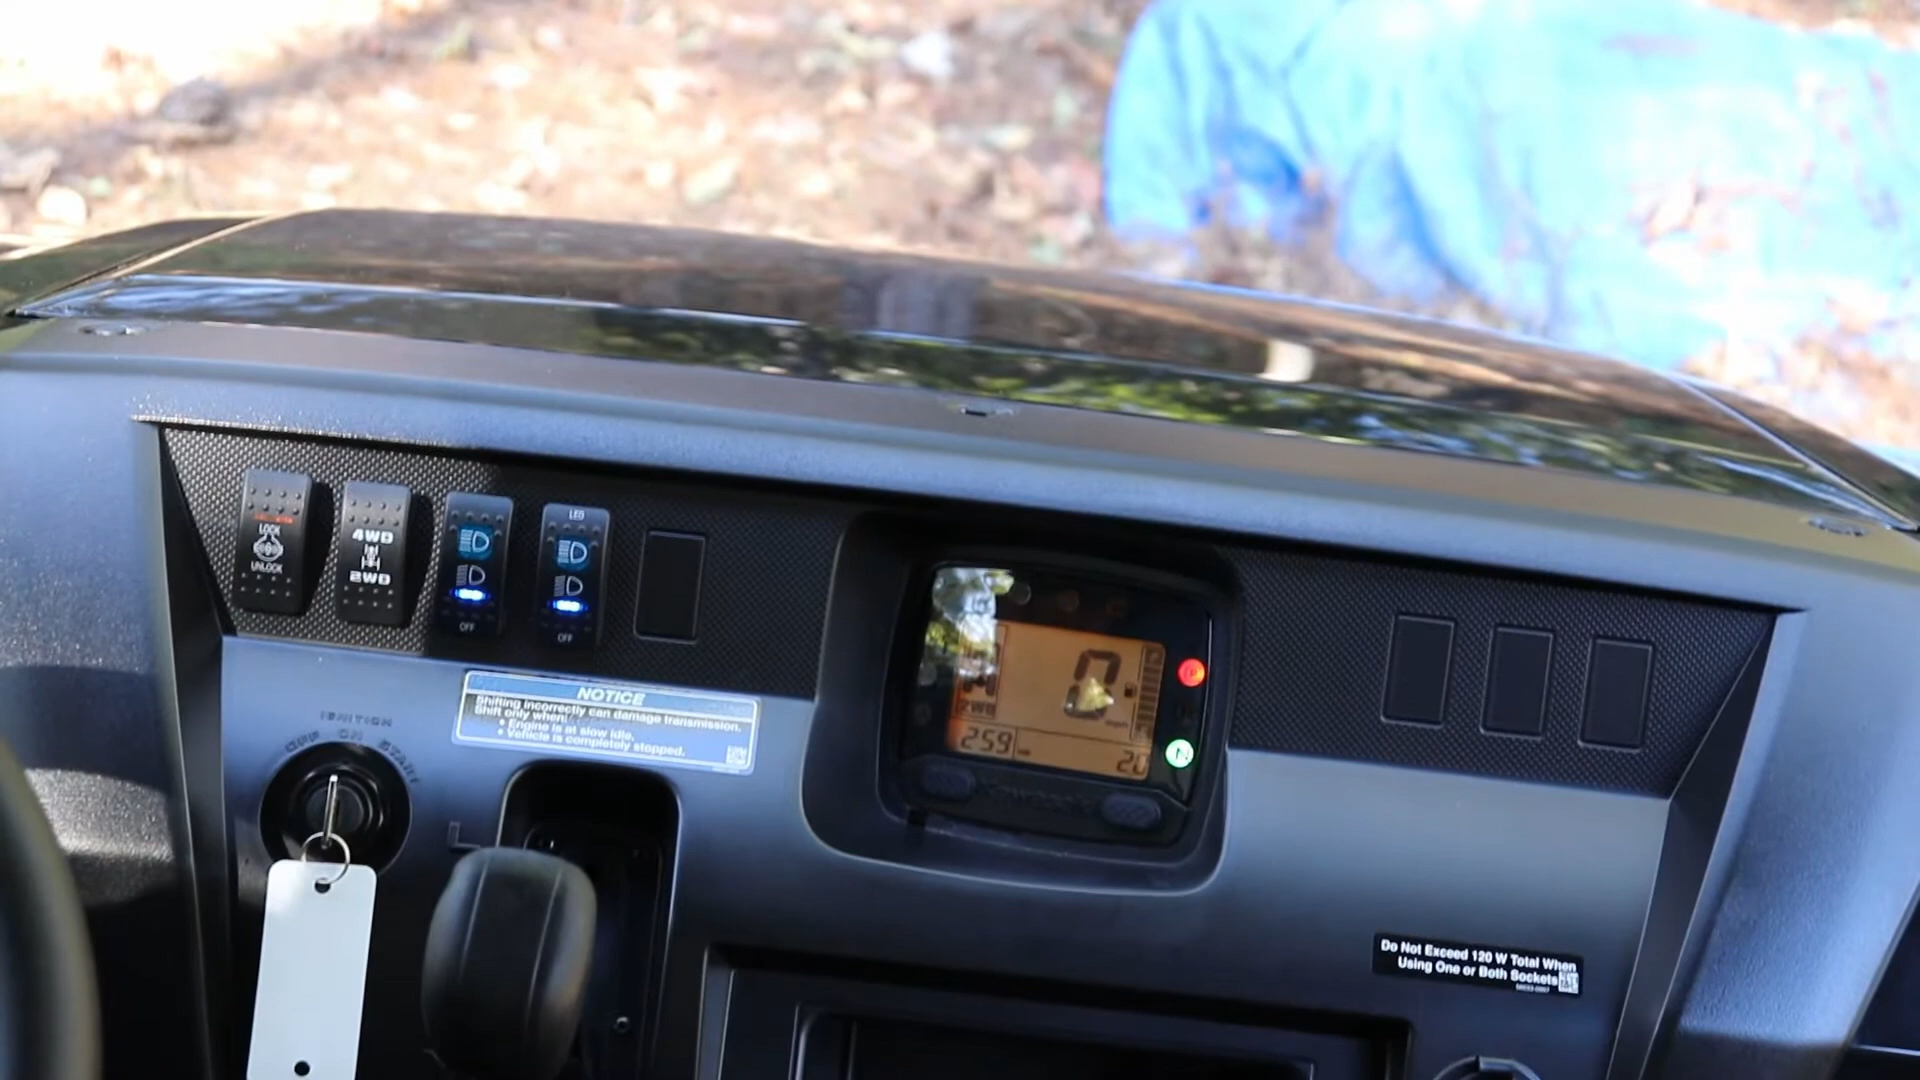 LOCK
UNLOCK
4WD
2WD
OFF
LED
OFF
NOTICE
Shifting incorrectly can damage transmission.
Shift only when:
• Engine is at slow idle.
• Vehicle is completely stopped.
IGNITION
OFF ON START
L
0
mph
2WD
259
20
N
Do Not Exceed 120 W Total When
Using One or Both Sockets